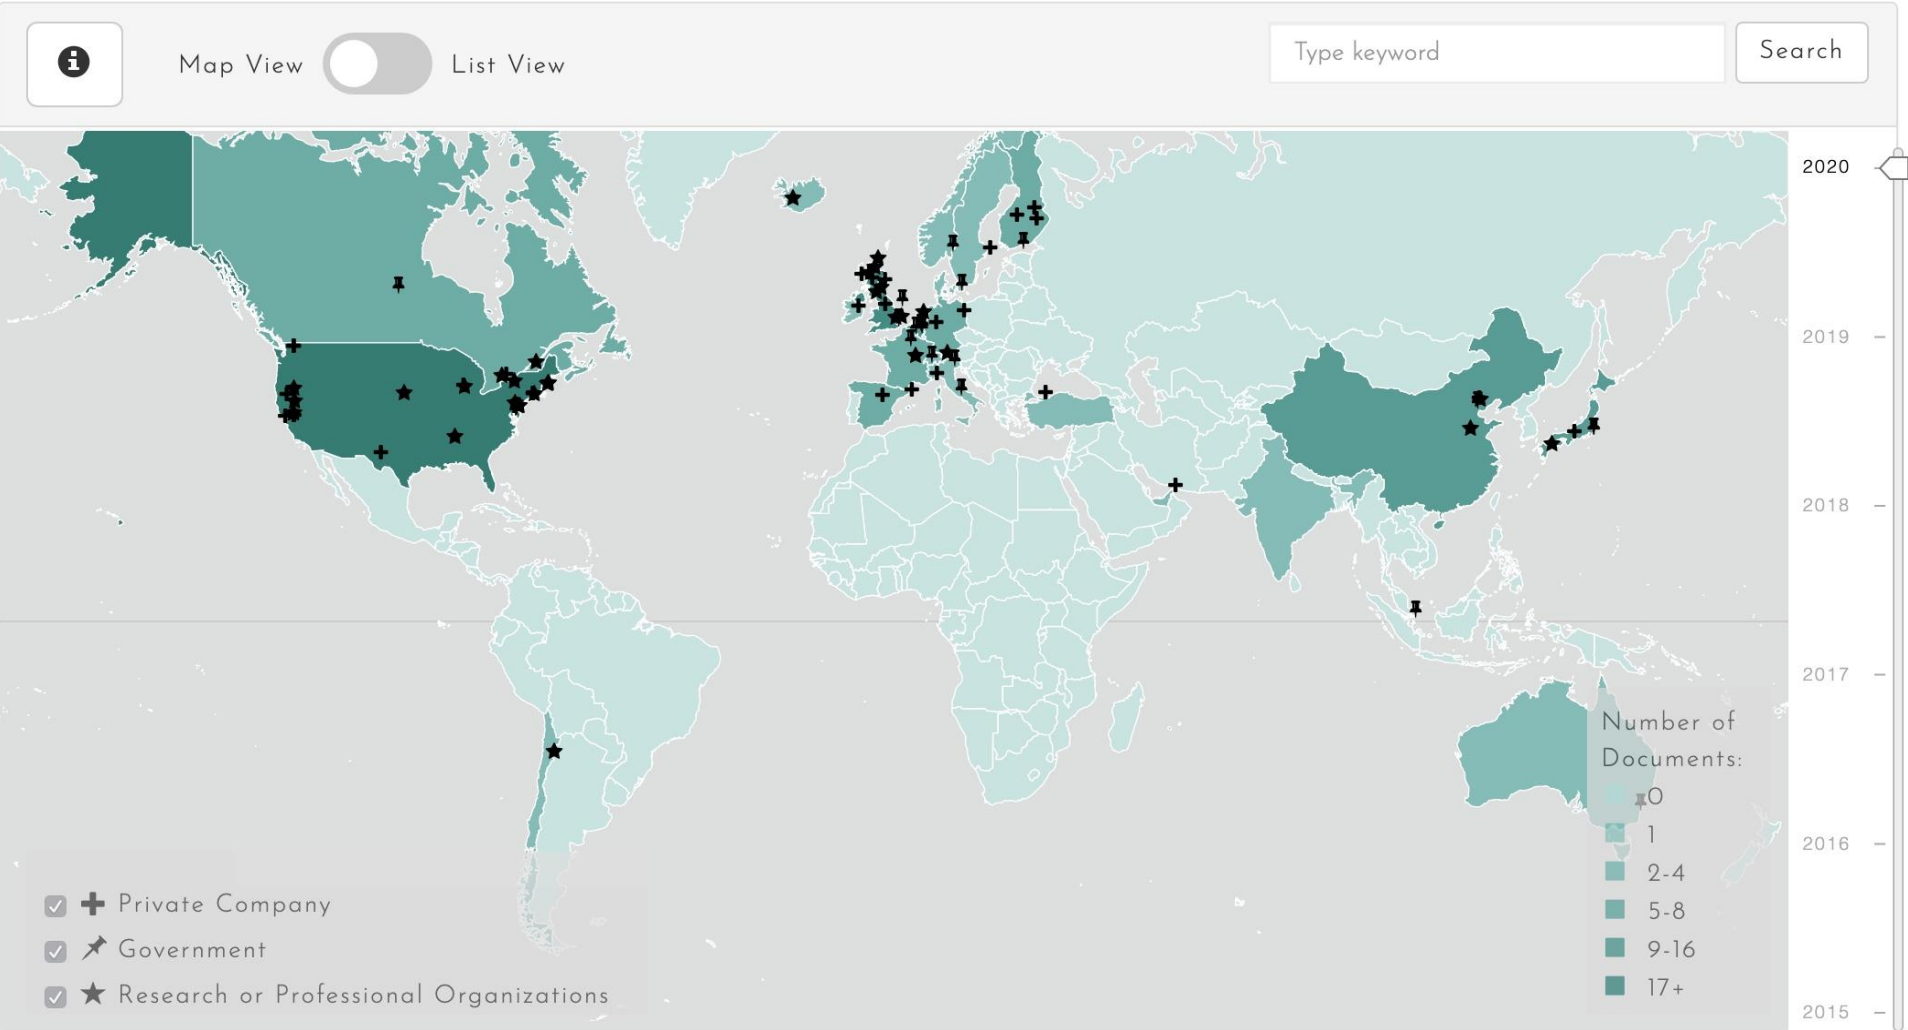 Map View List View Type keyword Search
2020
2019
2018
2017
Number of
Documents:
0
1
2016
2-4
Private Company
5-8
Government
9-16
17+
Research or Professional Organizations
2015